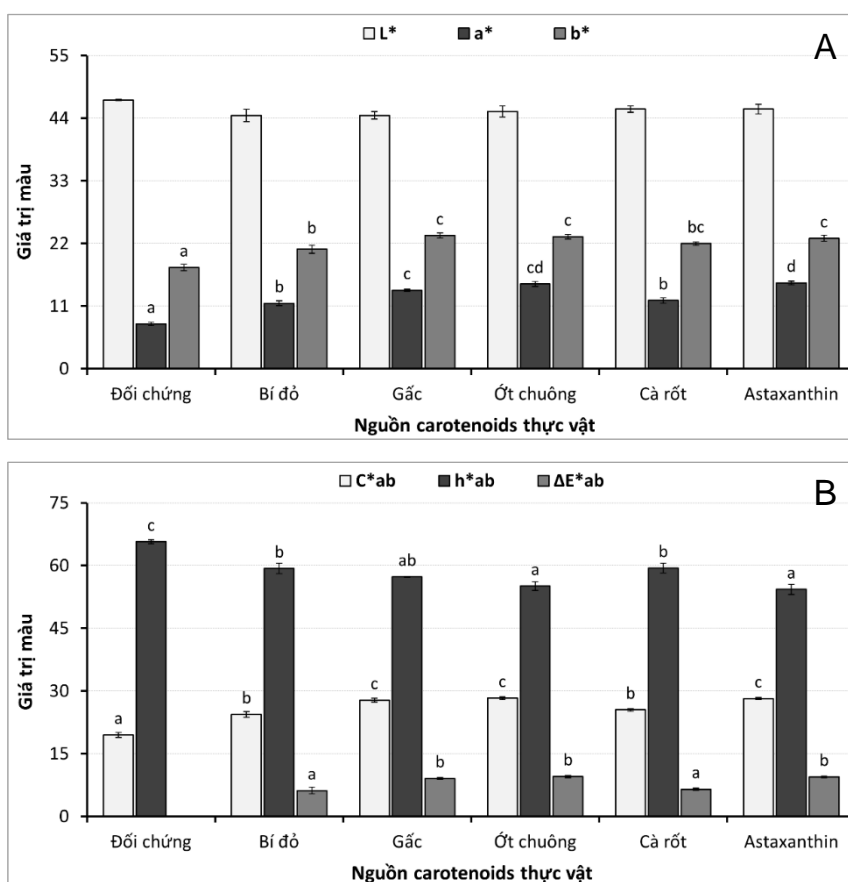 L* a* b*
A
55
44
33
22
11
0
Giá trị màu
a a
b b
c c
cd c
b bc
d c
Đối chứng Bí đỏ Gấc Ớt chuông Cà rốt Astaxanthin
Nguồn carotenoids thực vật
C*ab h*ab ΔE*ab
B
75
60
45
30
15
0
Giá trị màu
a c
b b a
c ab b
c a b
b b a
c a b
Đối chứng Bí đỏ Gấc Ớt chuông Cà rốt Astaxanthin
Nguồn carotenoids thực vật